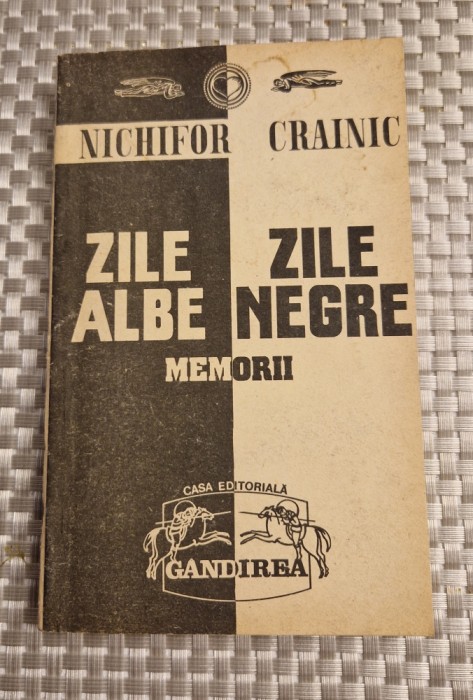 NICHIFOR CRAINIC
ZILE ZILE
ALBE NEGRE
MEMORII
CASA EDITORIALĂ
GANDIREA